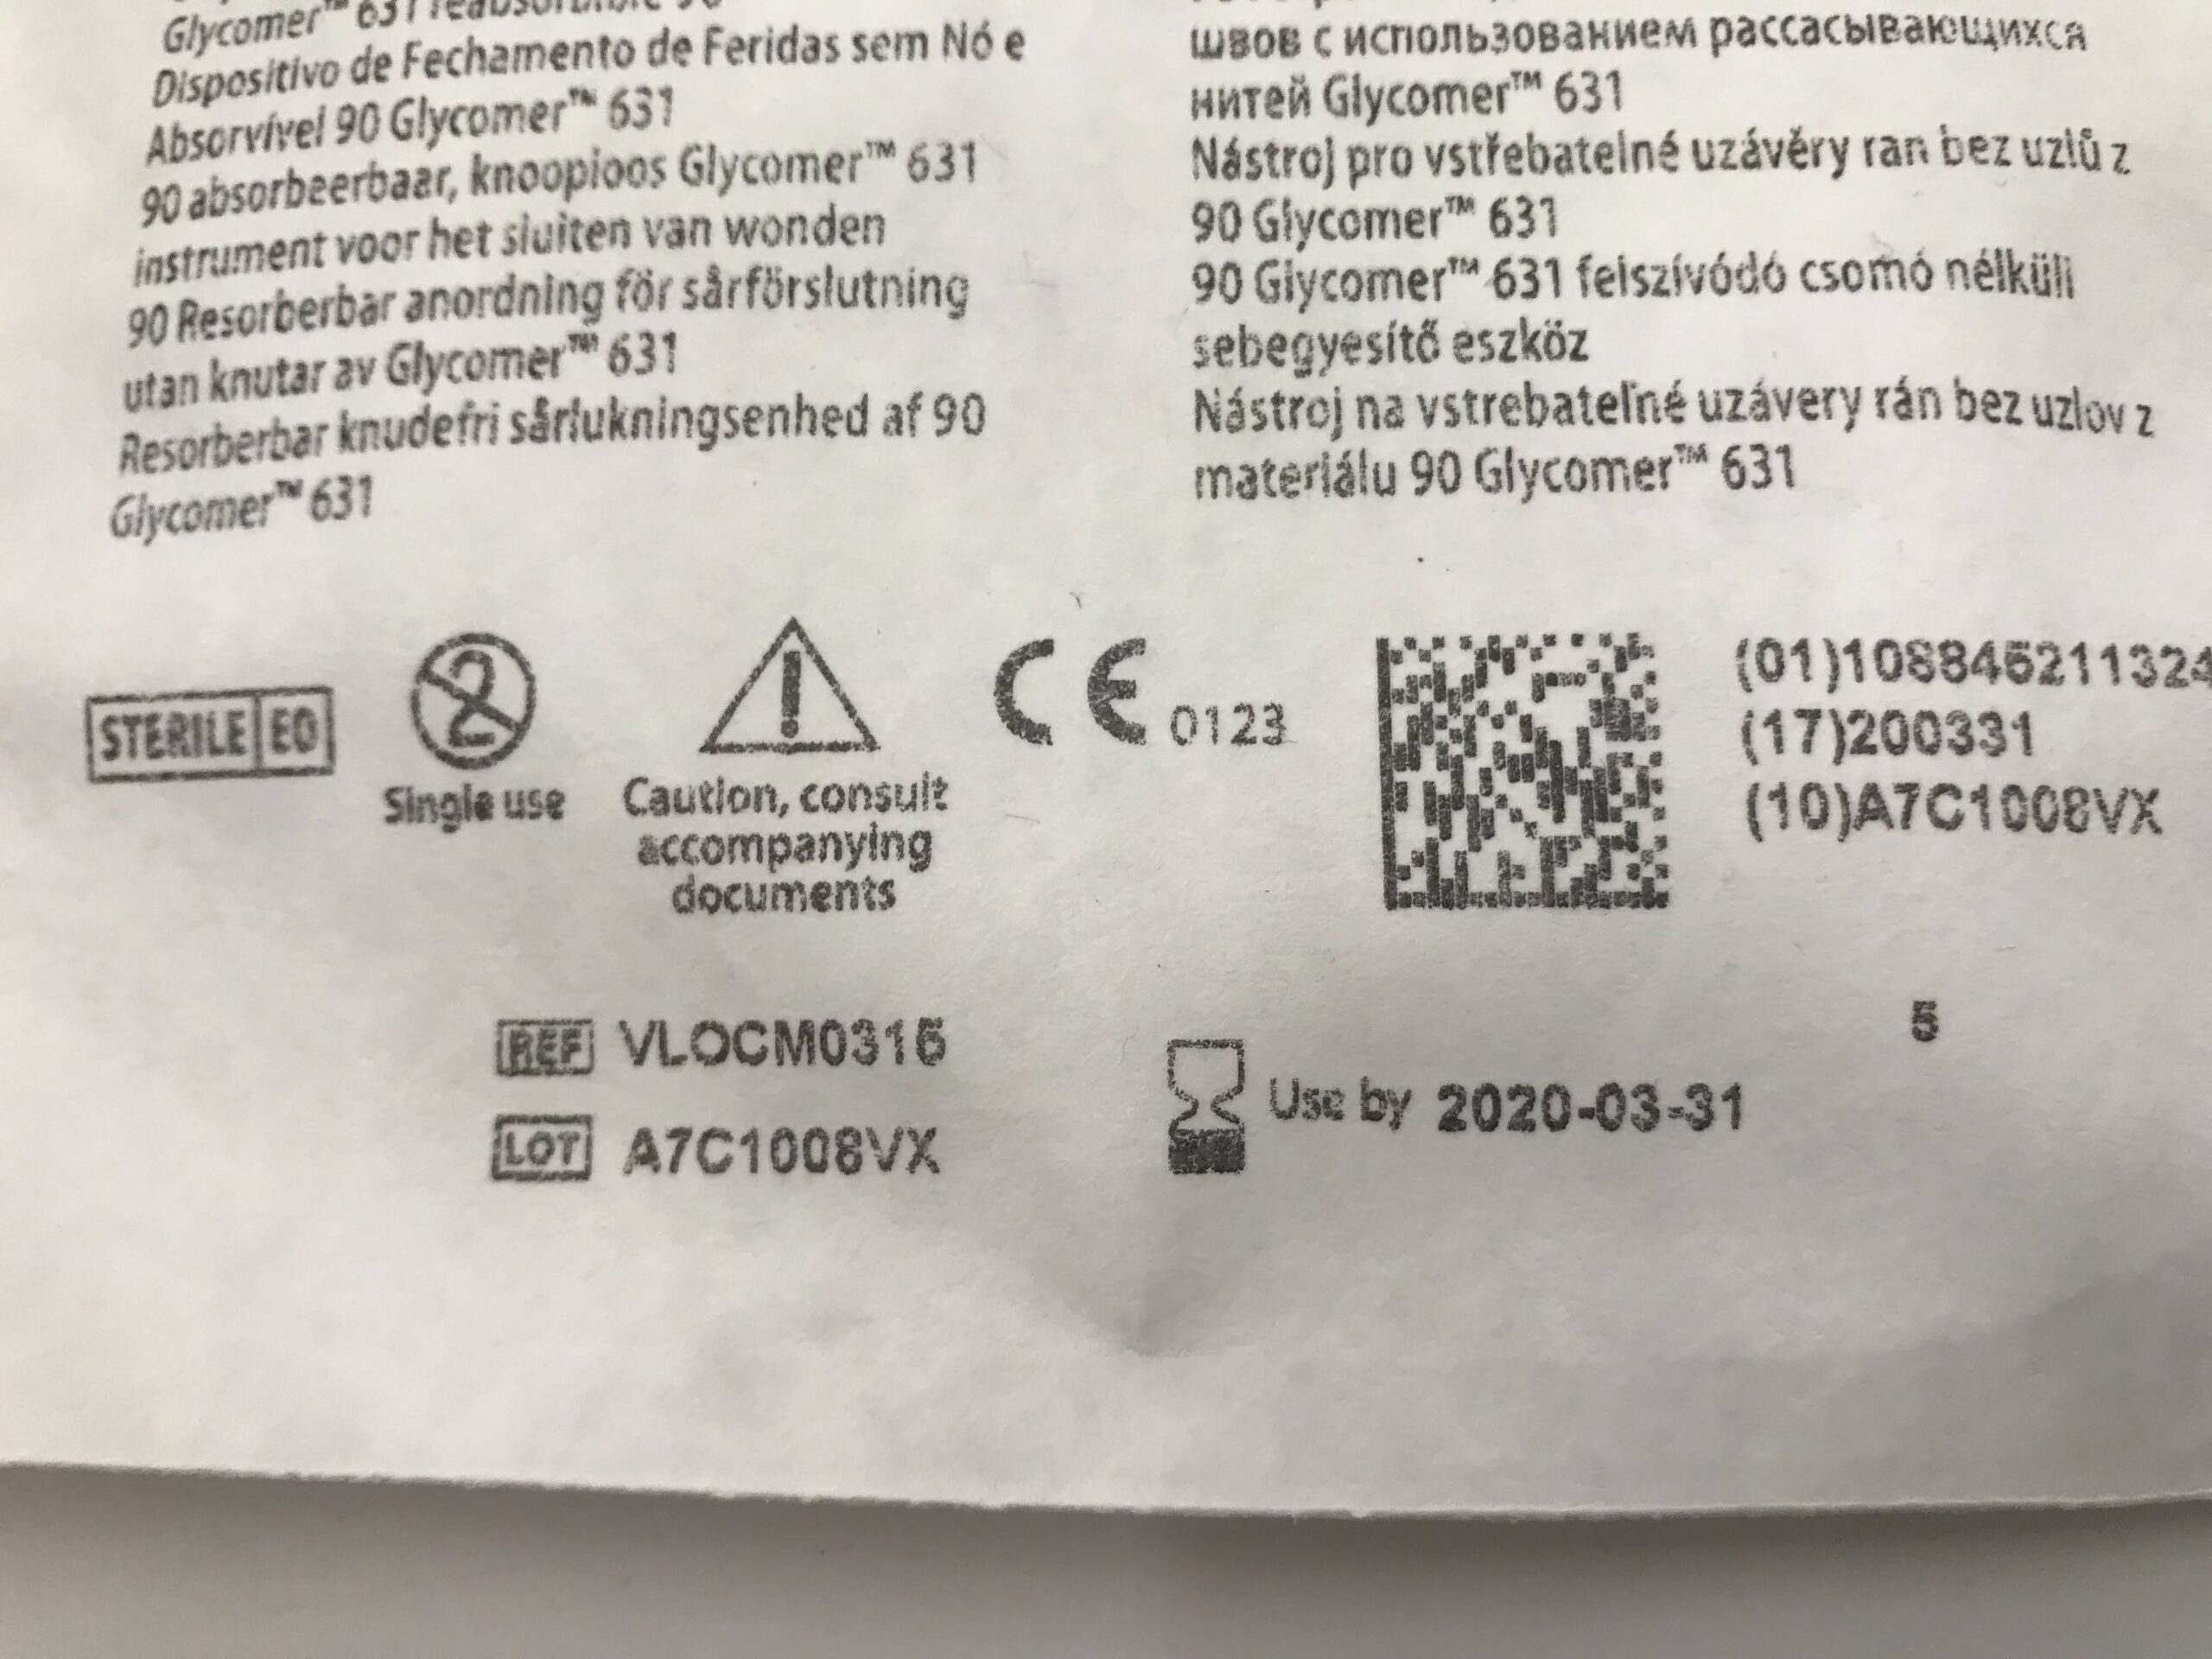 Glycomer™ 631 reabsorbible 90
Dispositivo de Fechamento de Feridas sem Nó e
Absorvível 90 Glycomer™ 631
90 absorbeerbaar, knooploos Glycomer™ 631
instrument voor het sluiten van wonden
90 Resorberbar anordning för sårförslutning
utan knutar av Glycomer™ 631
Resorberbar knudefri sårlukningsenhed af 90
Glycomer™ 631
швов с использованием рассасывающихся
нитей Glycomer™ 631
Nástroj pro vstřebatelné uzávěry ran bez uzlů z
90 Glycomer™ 631
90 Glycomer™ 631 felszívódó csomó nélküli
sebegyesítő eszköz
Nástroj na vstrebateľné uzávery rán bez uzlov z
materiálu 90 Glycomer™ 631
STERILE EO
2
Single use
!
Caution, consult
accompanying
documents
CE 0123
(17)200331
(10)A7C1008VX
REF VLOCM0315
LOT A7C1008VX
5
Use by 2020-03-31